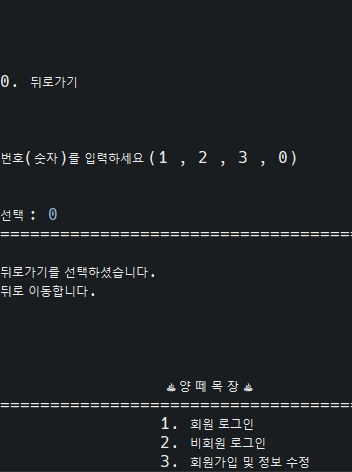 0. 뒤로가기
번호(숫자)를 입력하세요 (1 , 2 , 3 , 0)
선택 : 0
===================================
뒤로가기를 선택하셨습니다.
뒤로 이동합니다.
♨양 떼 목 장♨
===================================
1. 회원 로그인
2. 비회원 로그인
3. 회원가입 및 정보 수정